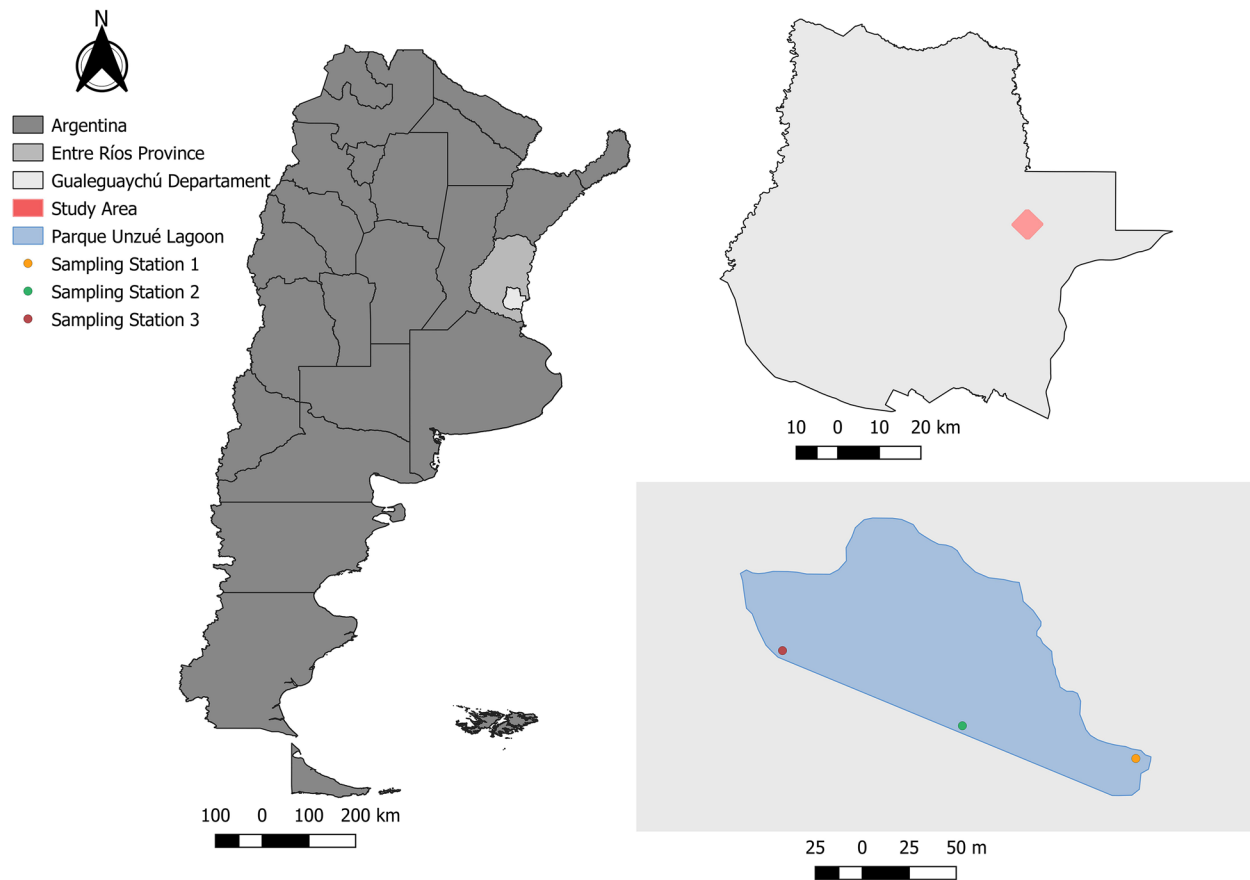 N
Argentina
Entre Ríos Province
Gualeguaychú Departament
Study Area
Parque Unzué Lagoon
Sampling Station 1
Sampling Station 2
Sampling Station 3
100 0 100 200 km
10 0 10 20 km
25 0 25 50 m